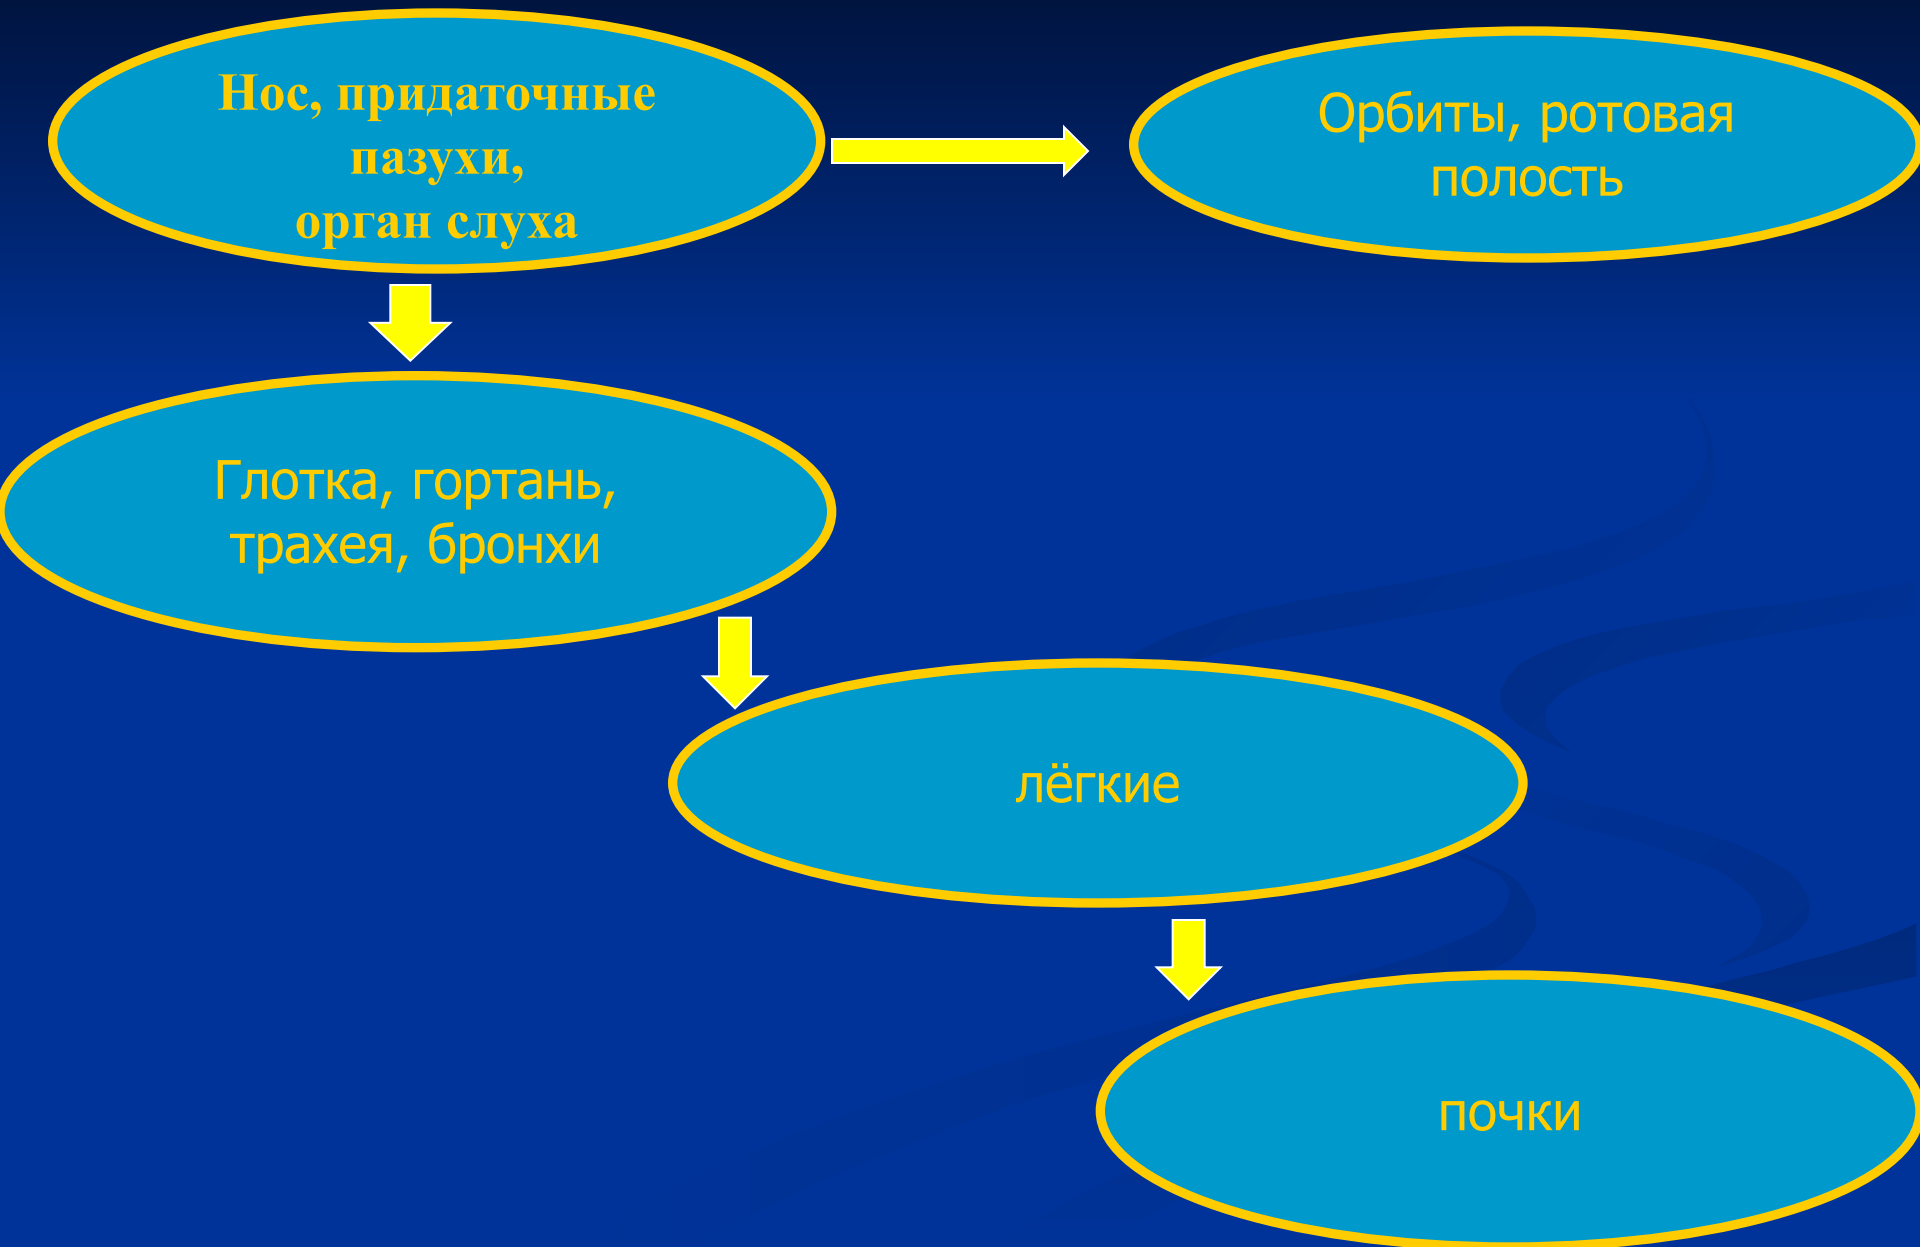 Нос, придаточные
пазухи,
орган слуха
Орбиты, ротовая
полость
Глотка, гортань,
трахея, бронхи
лёгкие
почки